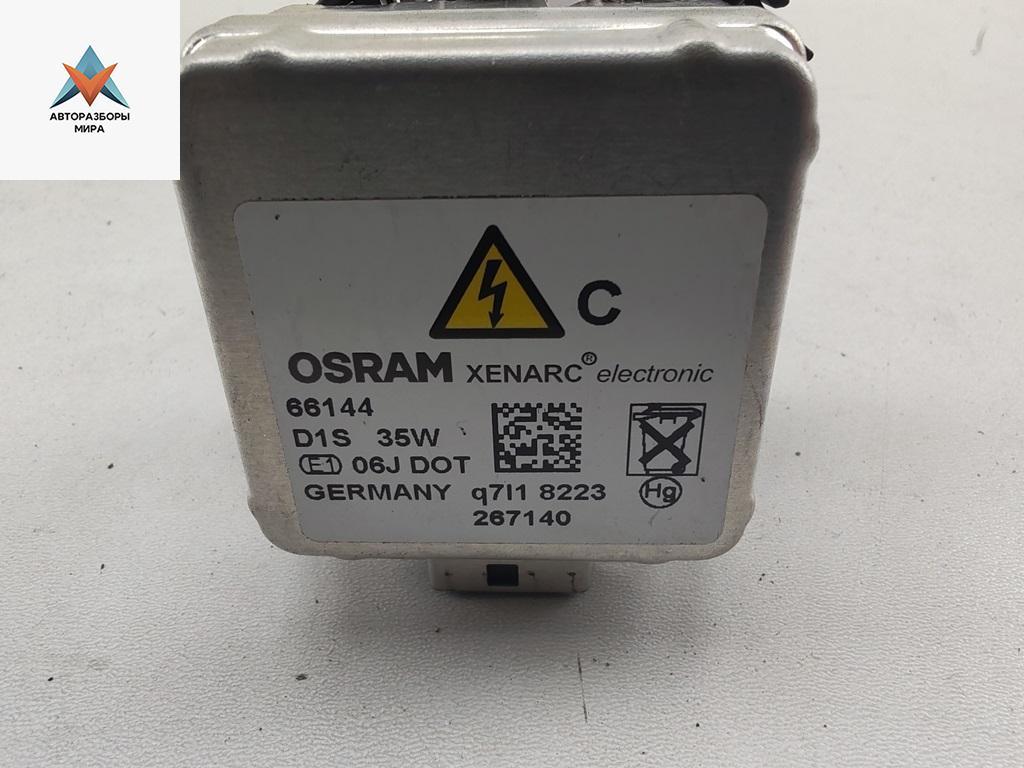 АВТОРАЗБОРЫ
МИРА
C
OSRAM XENARC® electronic
66144
D1S 35W
E1 06J DOT
GERMANY q7I1 8223
267140
Hg